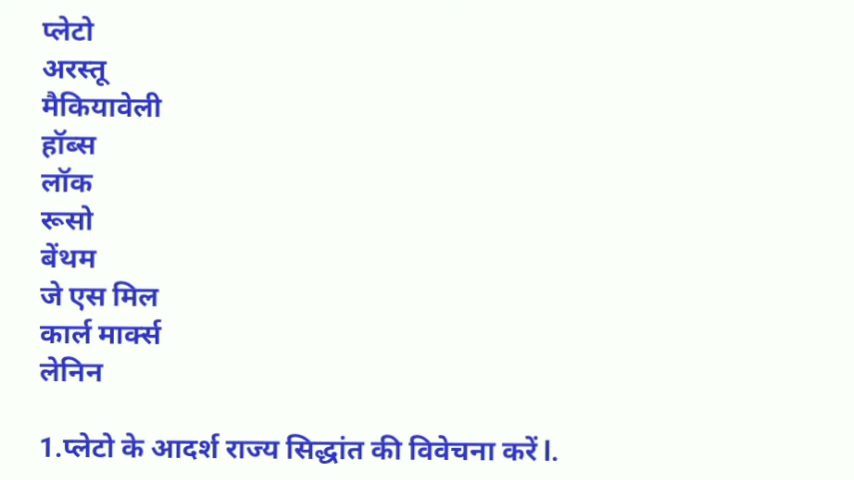 प्लेटो
अरस्तू
मैकियावेली
हॉब्स
लॉक
रूसो
बेंथम
जे एस मिल
कार्ल मार्क्स
लेनिन
1.प्लेटो के आदर्श राज्य सिद्धांत की विवेचना करें l.